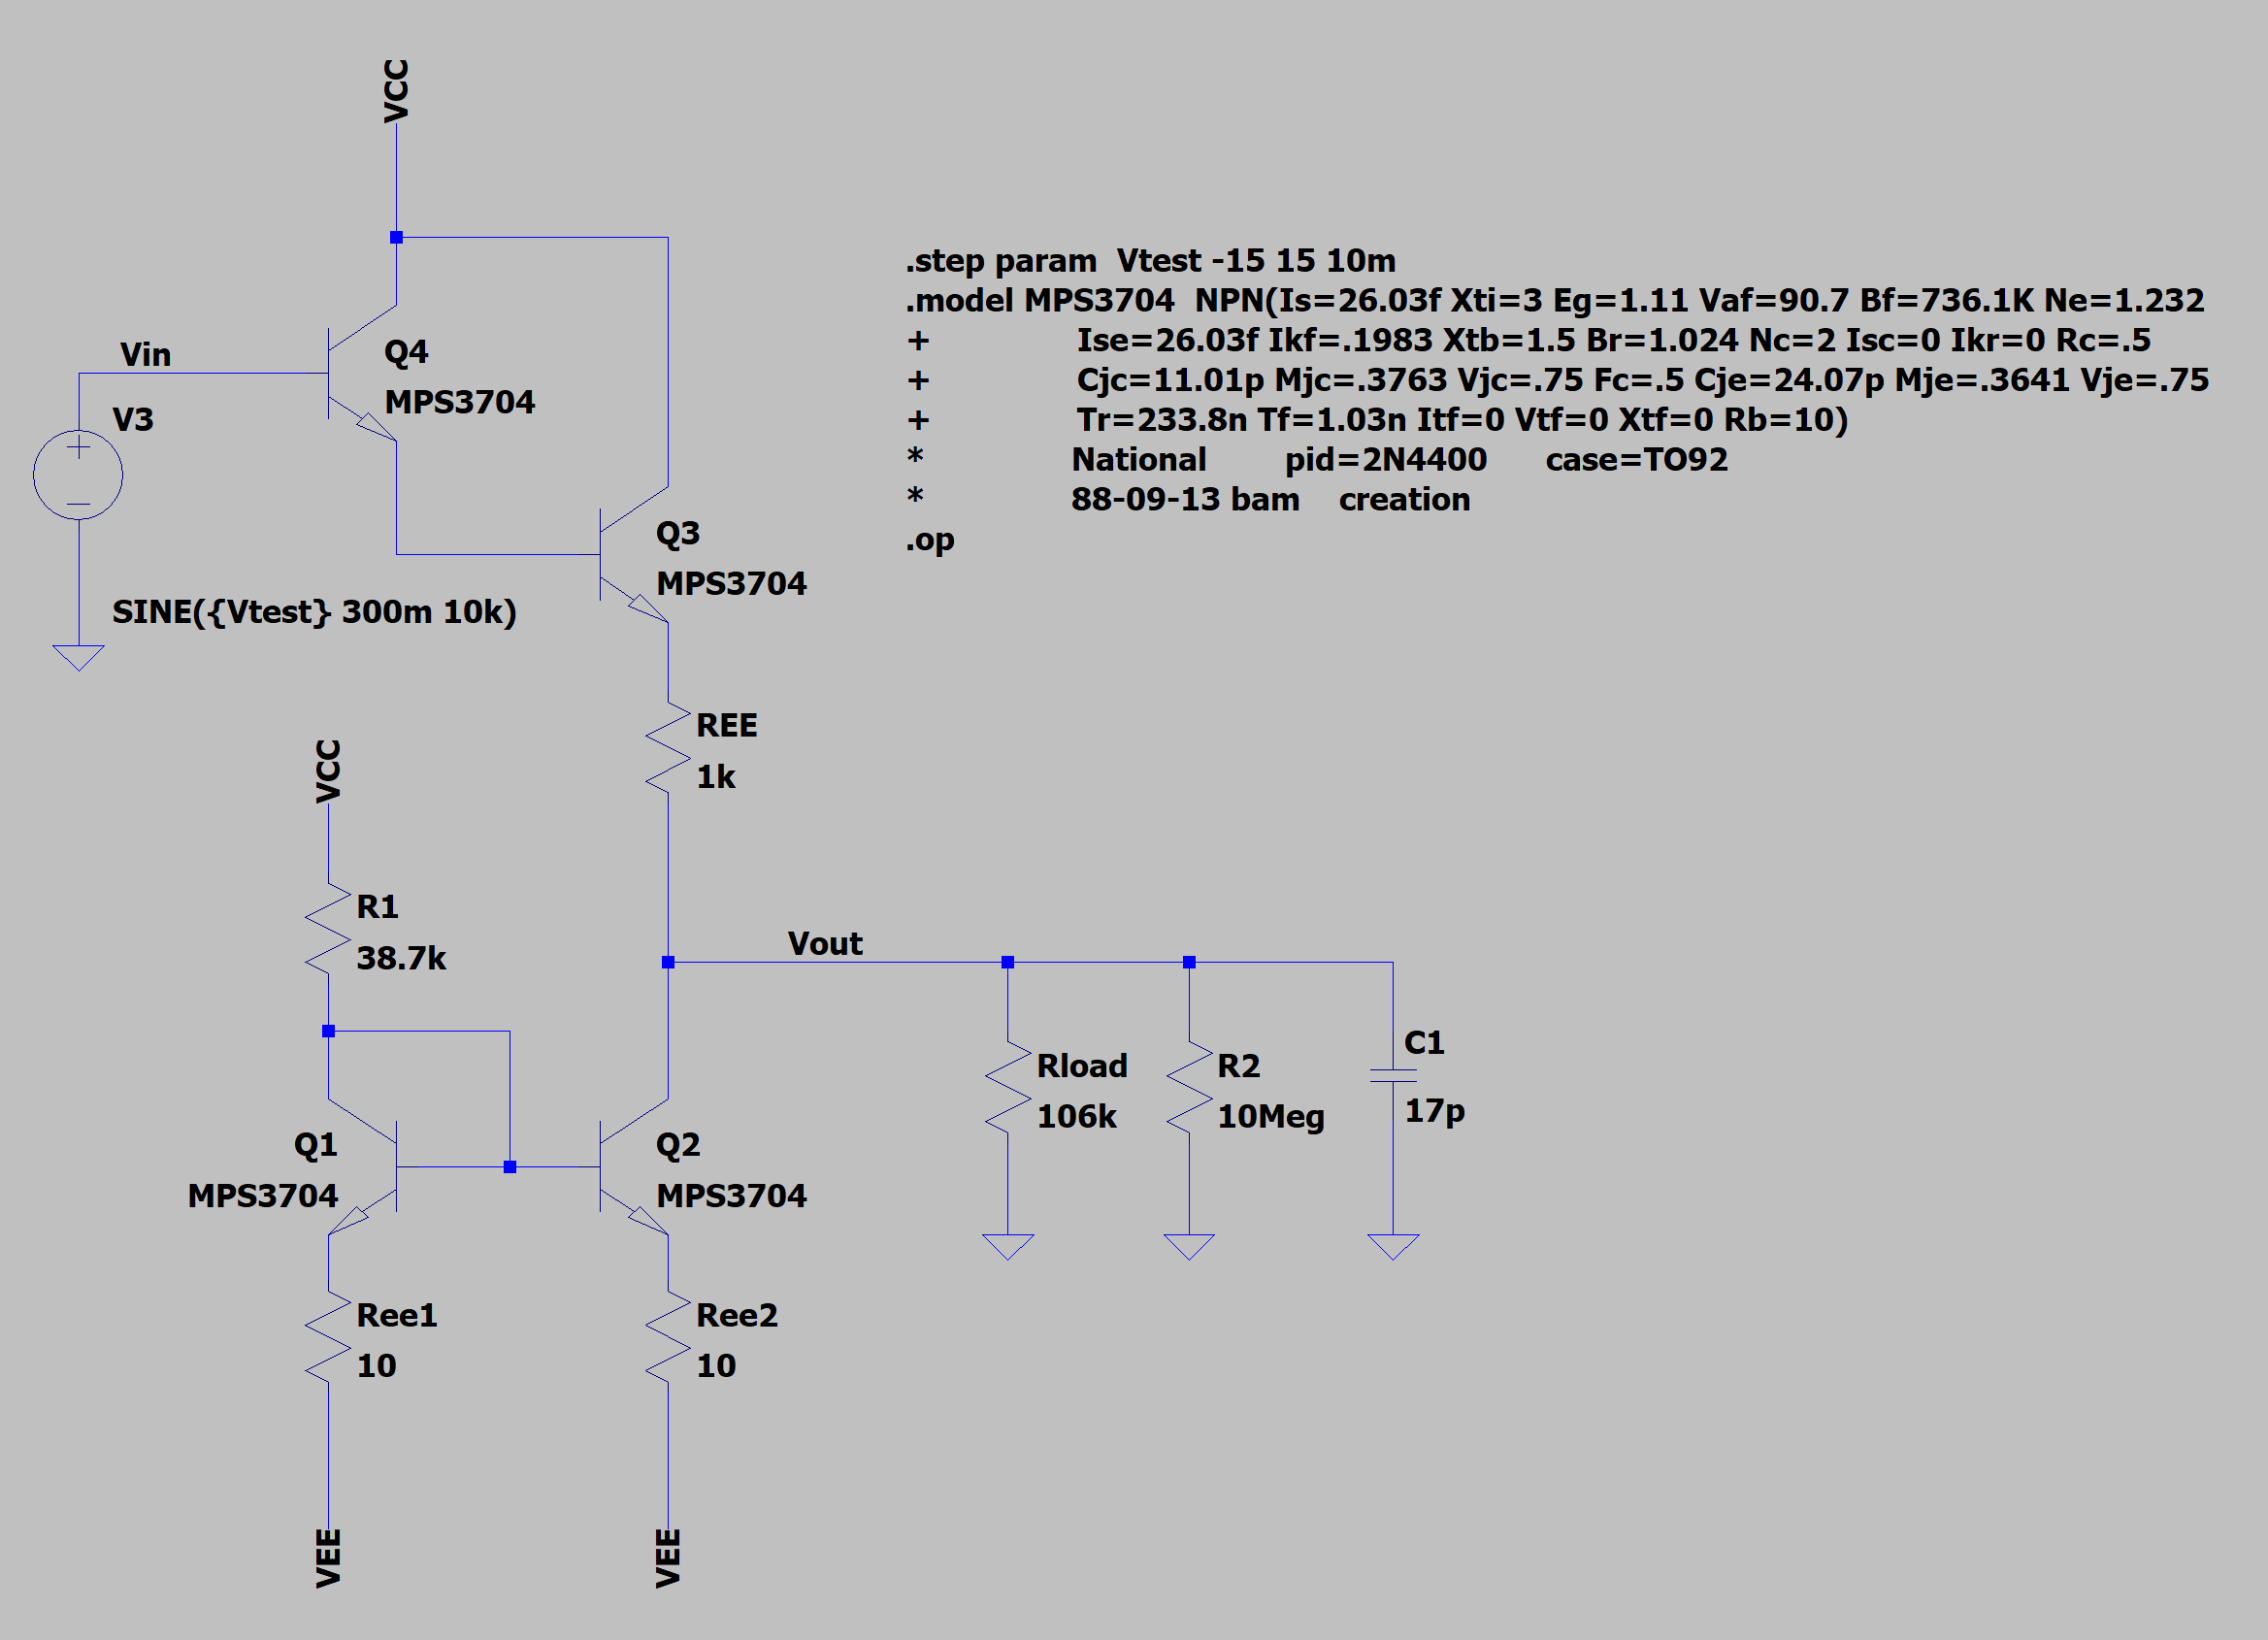 VCC
.step param  Vtest -15 15 10m
.model MPS3704  NPN(Is=26.03f Xti=3 Eg=1.11 Vaf=90.7 Bf=736.1K Ne=1.232
+ Ise=26.03f Ikf=.1983 Xtb=1.5 Br=1.024 Nc=2 Isc=0 Ikr=0 Rc=.5
+ Cjc=11.01p Mjc=.3763 Vjc=.75 Fc=.5 Cje=24.07p Mje=.3641 Vje=.75
+ Tr=233.8n Tf=1.03n Itf=0 Vtf=0 Xtf=0 Rb=10)
* National pid=2N4400 case=TO92
* 88-09-13 bam creation
.op
Vin
Q4
MPS3704
V3
SINE({Vtest} 300m 10k)
Q3
MPS3704
REE
1k
VCC
R1
38.7k
Vout
Rload
106k
R2
10Meg
C1
17p
Q1
MPS3704
Q2
MPS3704
Ree1
10
Ree2
10
VEE
VEE